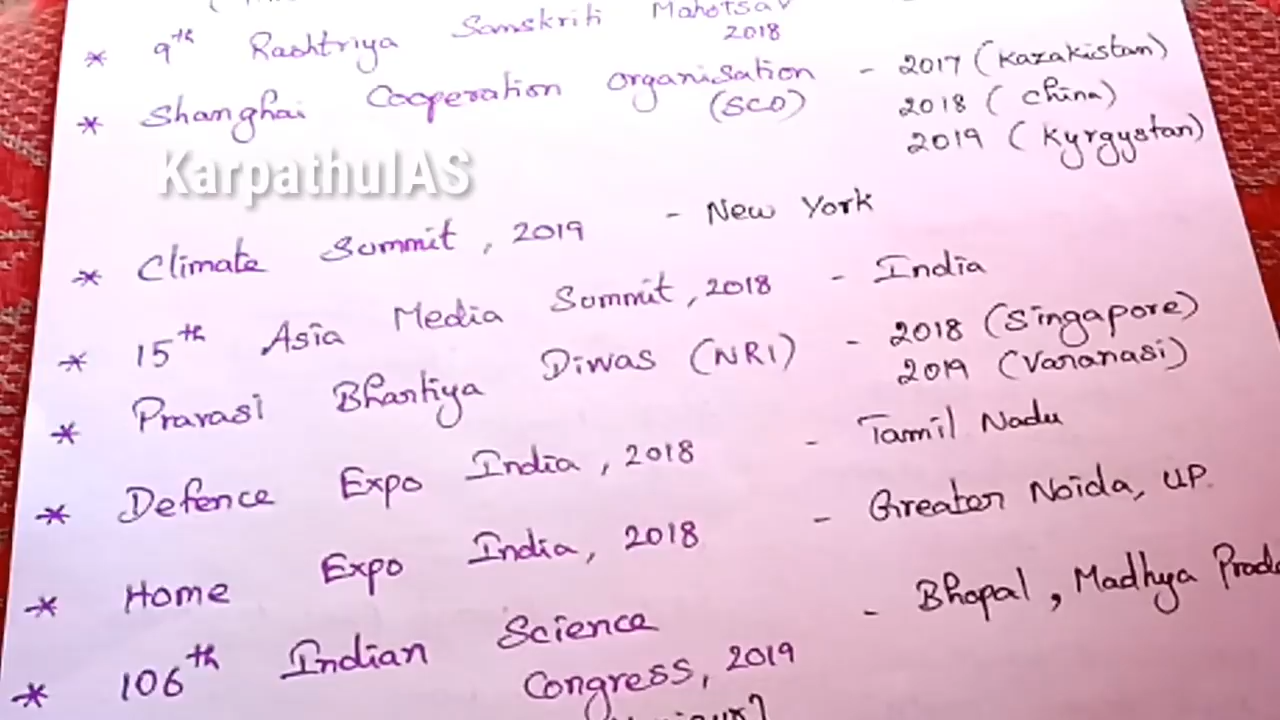 * 9th Rashtriya Samskriti Mahotsav
2018
* Shanghai Cooperation Organisation - 2017 (Kazakistan)
(SCO) 2018 (China)
2019 (Kyrgystan)
KarpathuIAS
* Climate Summit, 2019 - New York
* 15th Asia Media Summit, 2018 - India
* Pravasi Bhartiya Diwas (NRI) - 2018 (Singapore)
2019 (Varanasi)
* Defence Expo India, 2018 - Tamil Nadu
* Home Expo India, 2018 - Greater Noida, UP.
* 106th Indian Science - Bhopal, Madhya
Congress, 2019